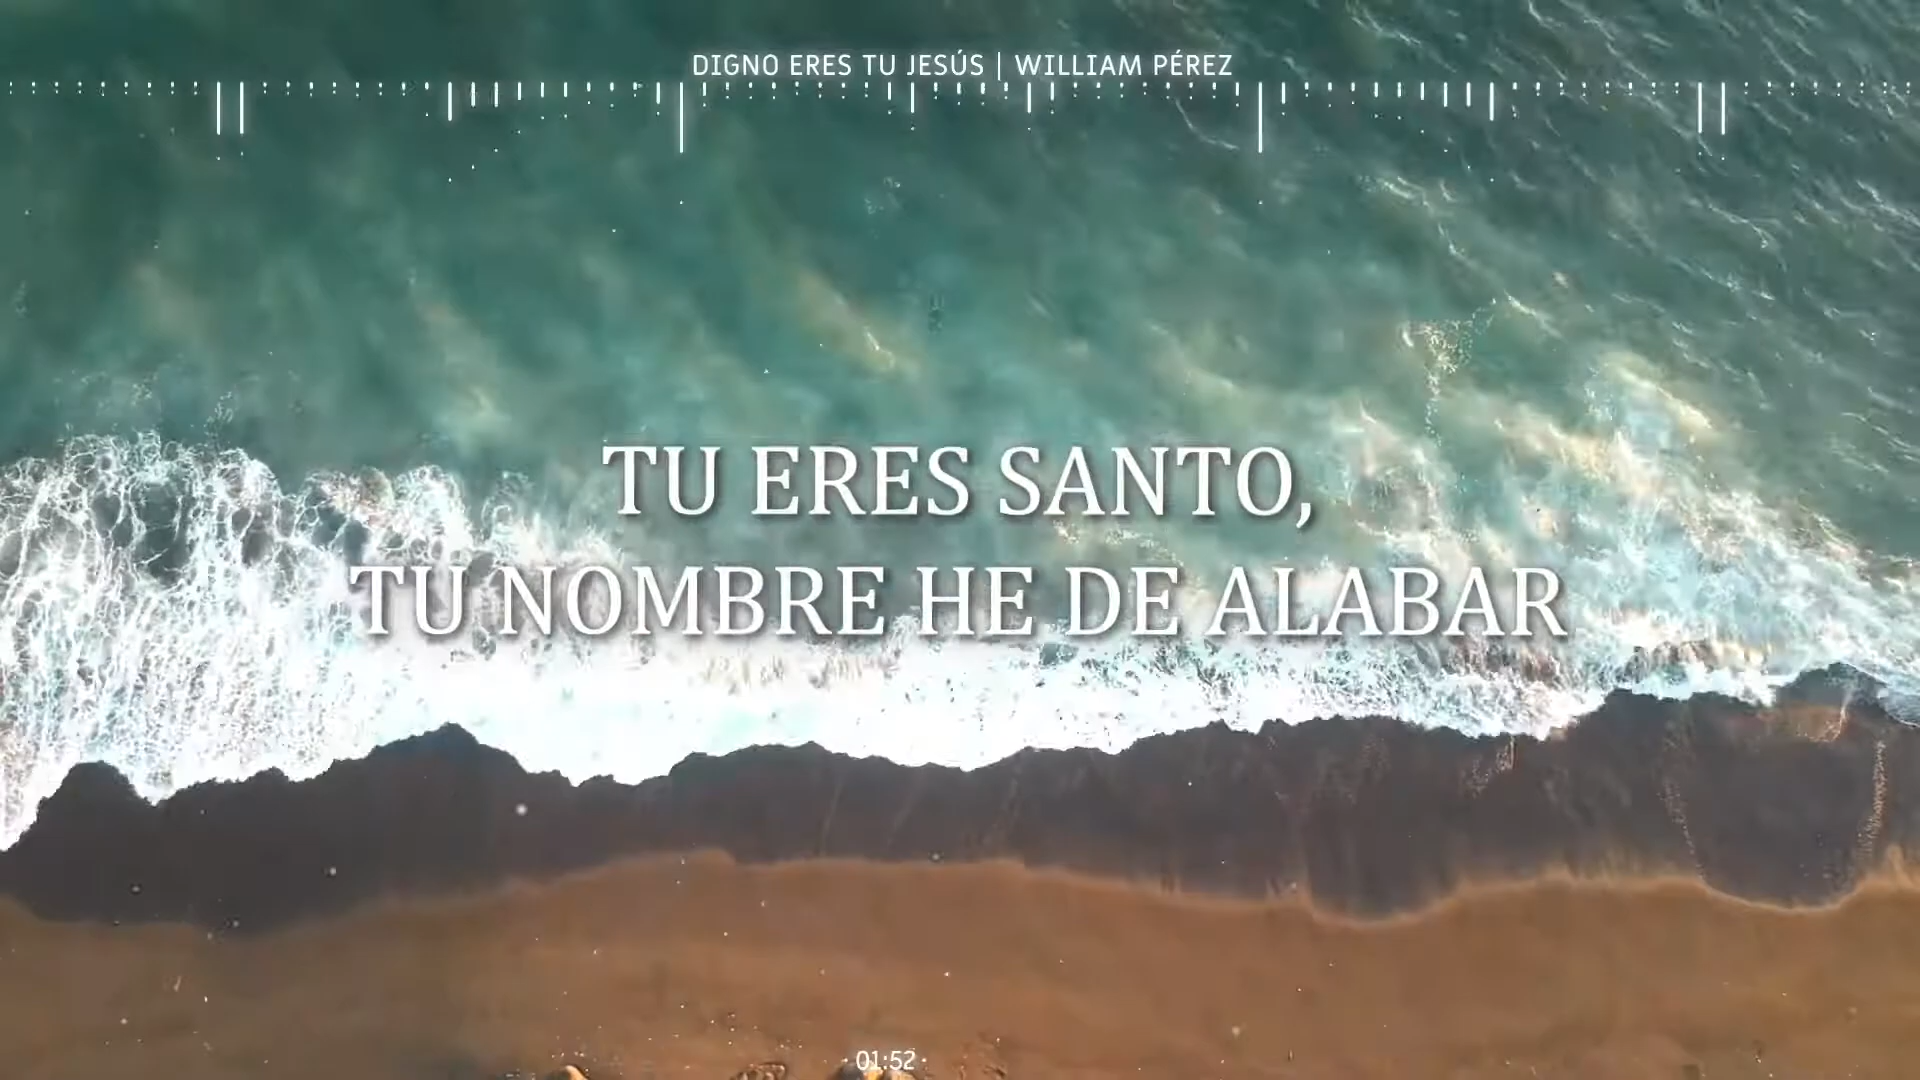 DIGNO ERES TU JESÚS | WILLIAM PÉREZ
TU ERES SANTO,
TU NOMBRE HE DE ALABAR
01:52